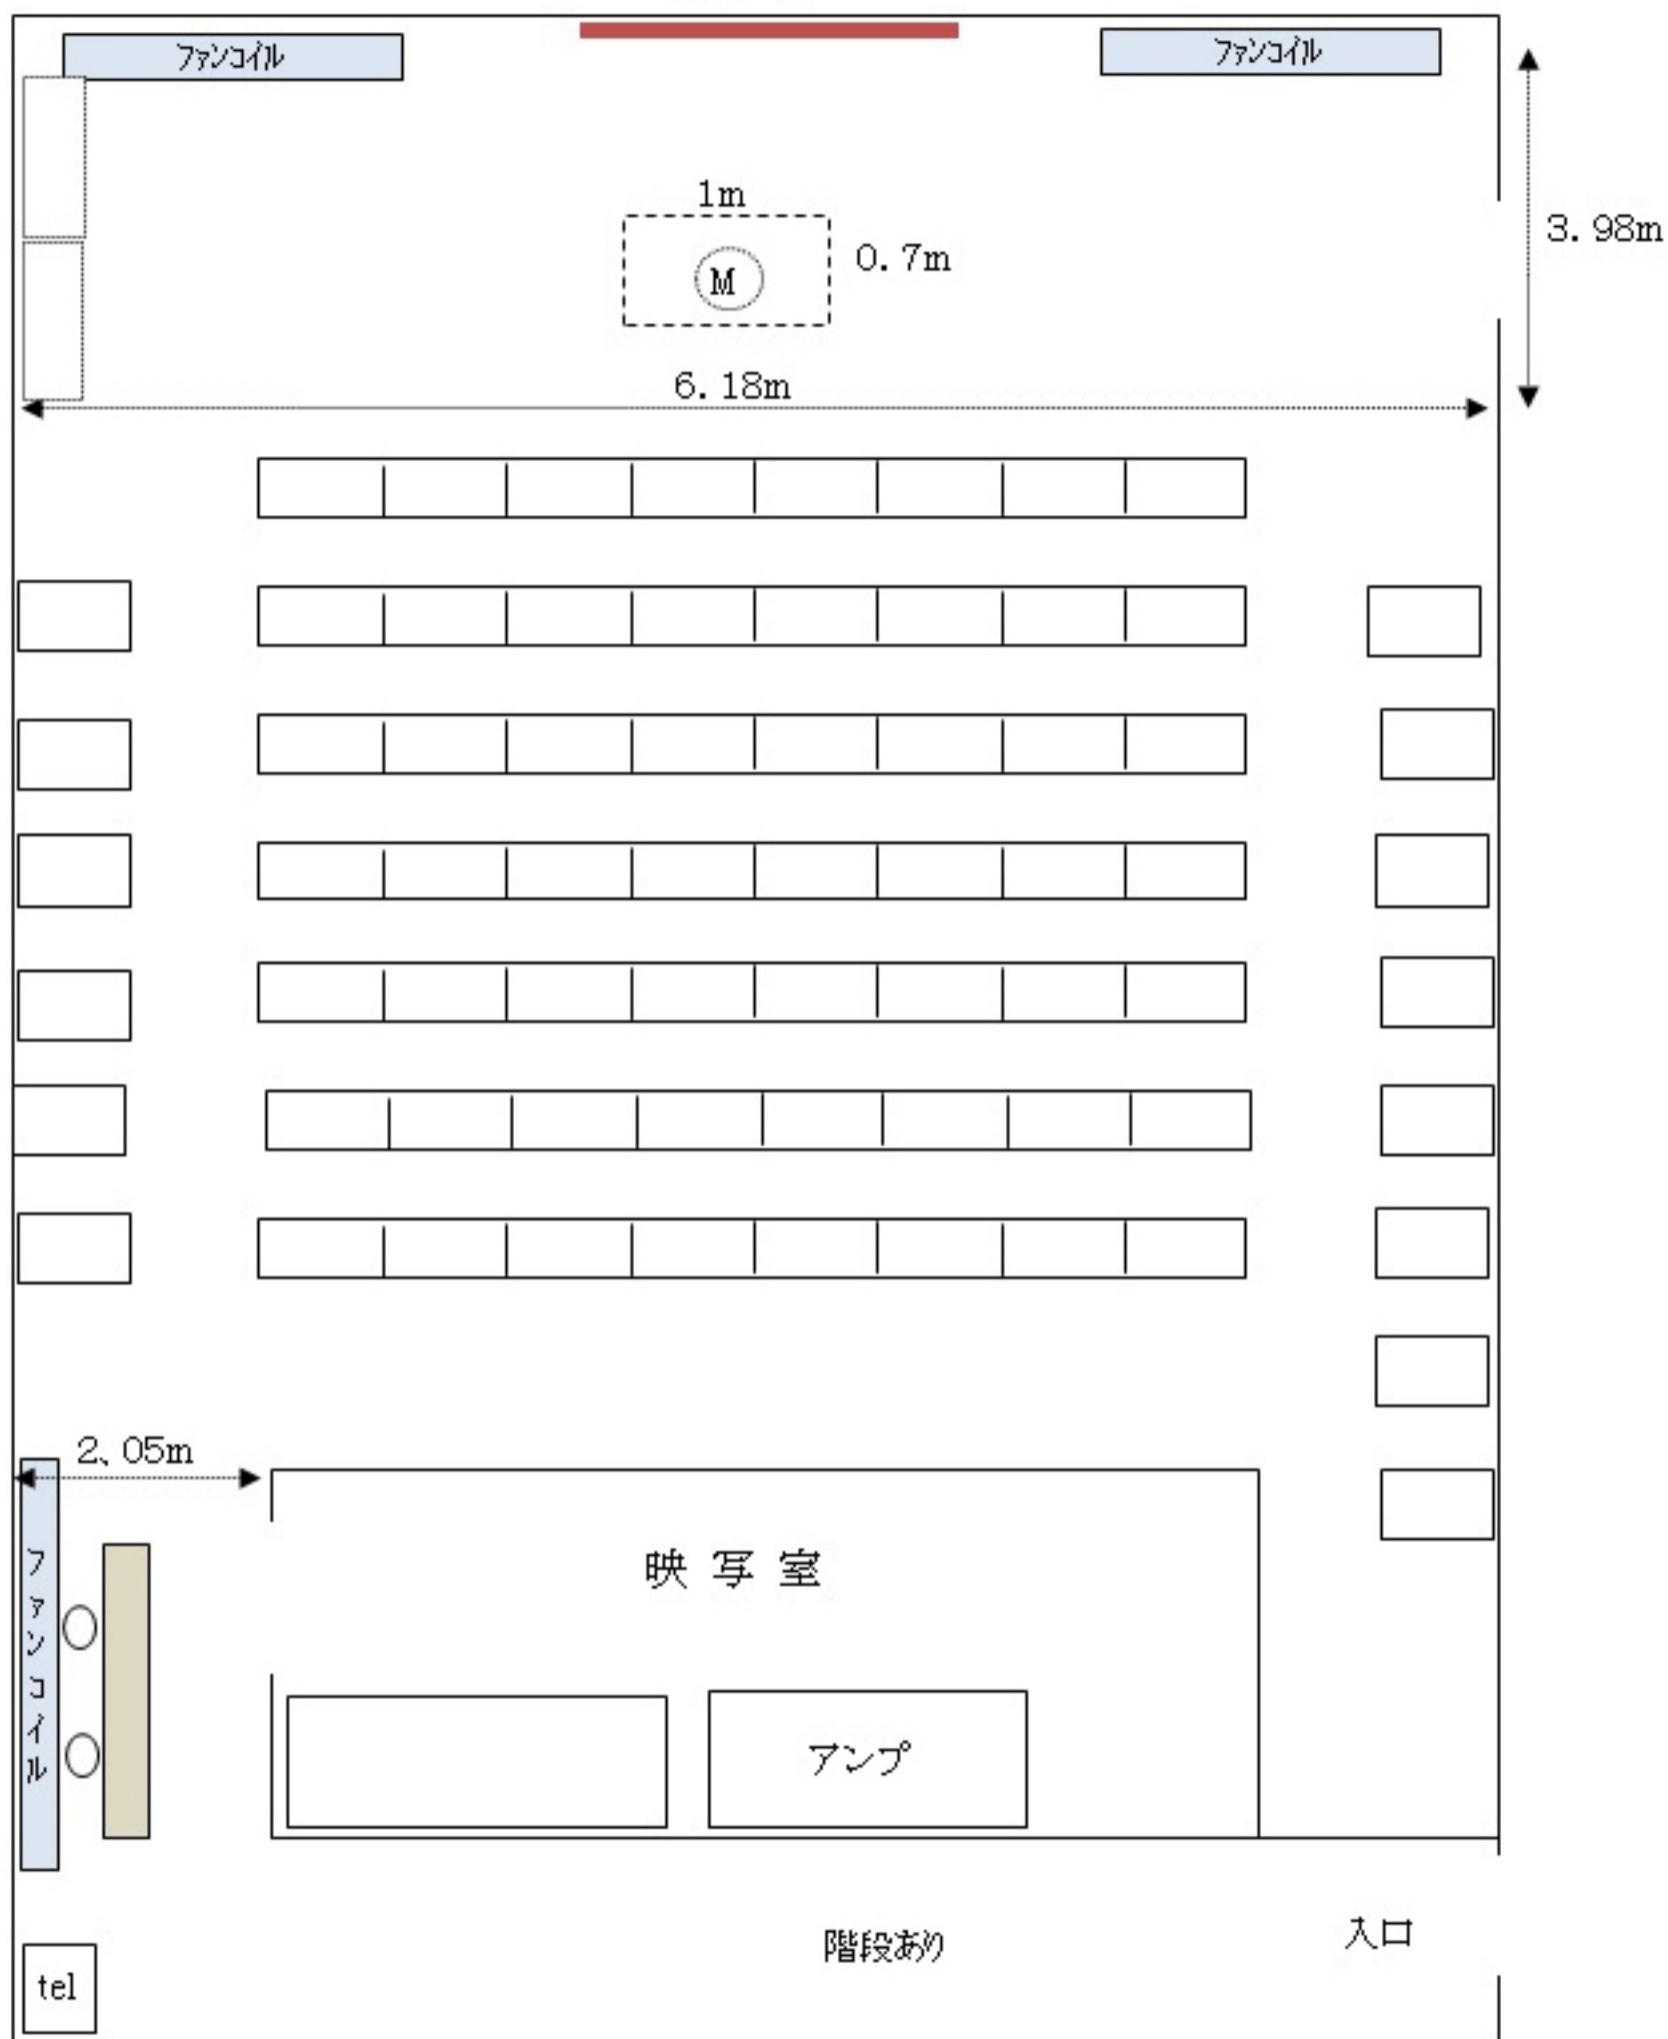 ファンコイル
ファンコイル
1m
0.7m
3.98m
M
6.18m
2、05m
映写室
ファンコイル
アンプ
階段あり
入口
tel